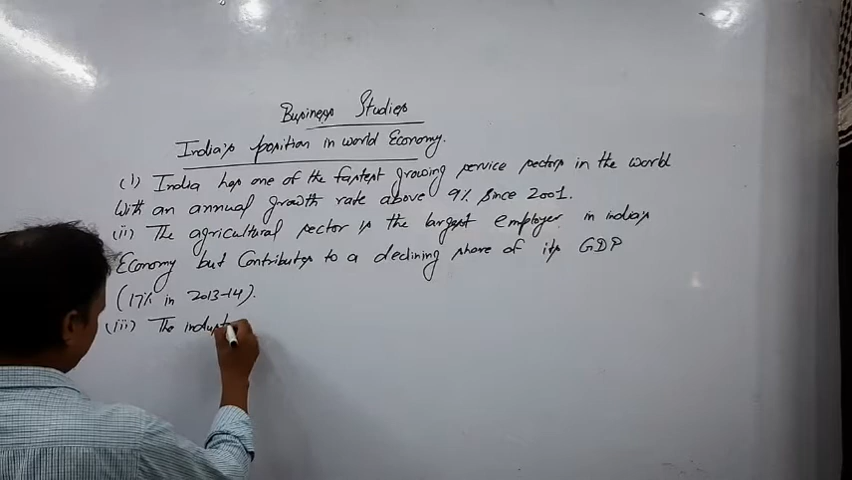 Business Studies
India's position in world Economy.
(i) India has one of the fastest growing service sectors in the world
with an annual growth rate above 9% since 2001.
(ii) The agricultural sector is the largest employer in india's
Economy but Contributes to a declining share of its GDP
(17% in 2013-14).
(iii) The indust